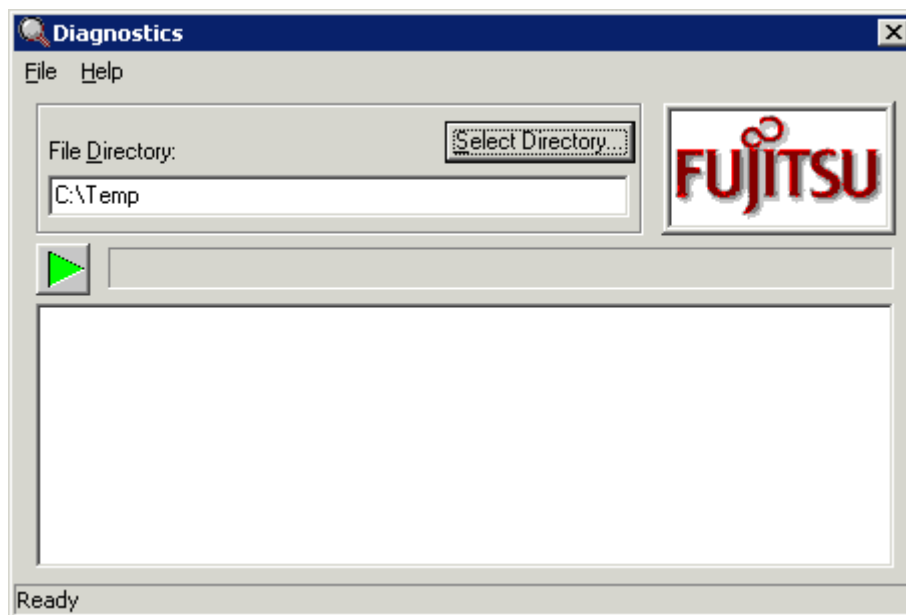 Diagnostics
File Help
File Directory:
Select Directory...
C:\Temp
FUJITSU
Ready